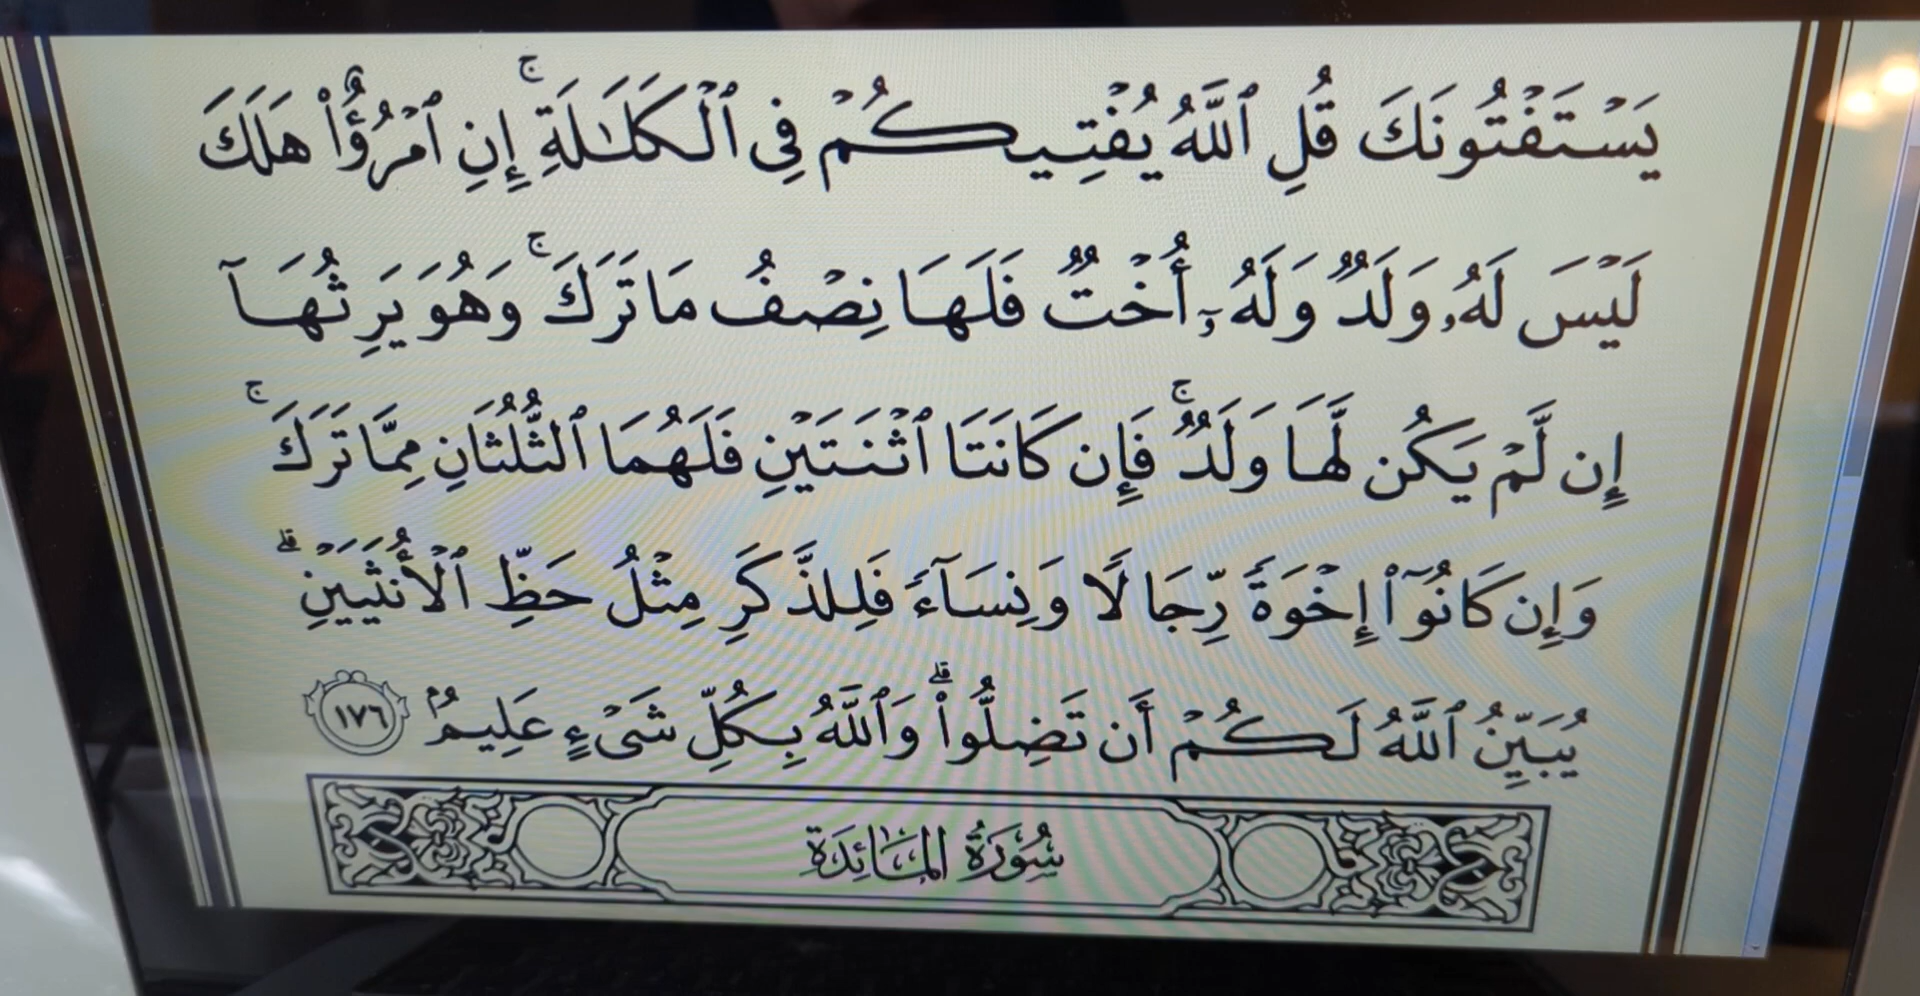 يَسْتَفْتُونَكَ قُلِ ٱللَّهُ يُفْتِيكُمْ فِى ٱلْكَلَـٰلَةِ ۚ إِنِ ٱمْرُؤٌا۟ هَلَكَ
لَيْسَ لَهُۥ وَلَدٌ وَلَهُۥٓ أُخْتٌ فَلَهَا نِصْفُ مَا تَرَكَ ۚ وَهُوَ يَرِثُهَآ
إِن لَّمْ يَكُن لَّهَا وَلَدٌ ۚ فَإِن كَانَتَا ٱثْنَتَيْنِ فَلَهُمَا ٱلثُّلُثَانِ مِمَّا تَرَكَ ۚ
وَإِن كَانُوٓا۟ إِخْوَةً رِّجَالًا وَنِسَآءً فَلِلذَّكَرِ مِثْلُ حَظِّ ٱلْأُنثَيَيْنِ ۗ
يُبَيِّنُ ٱللَّهُ لَكُمْ أَن تَضِلُّوا۟ ۗ وَٱللَّهُ بِكُلِّ شَىْءٍ عَلِيمٌۢ ١٧٦
سُورَةُ المَائِدَةِ